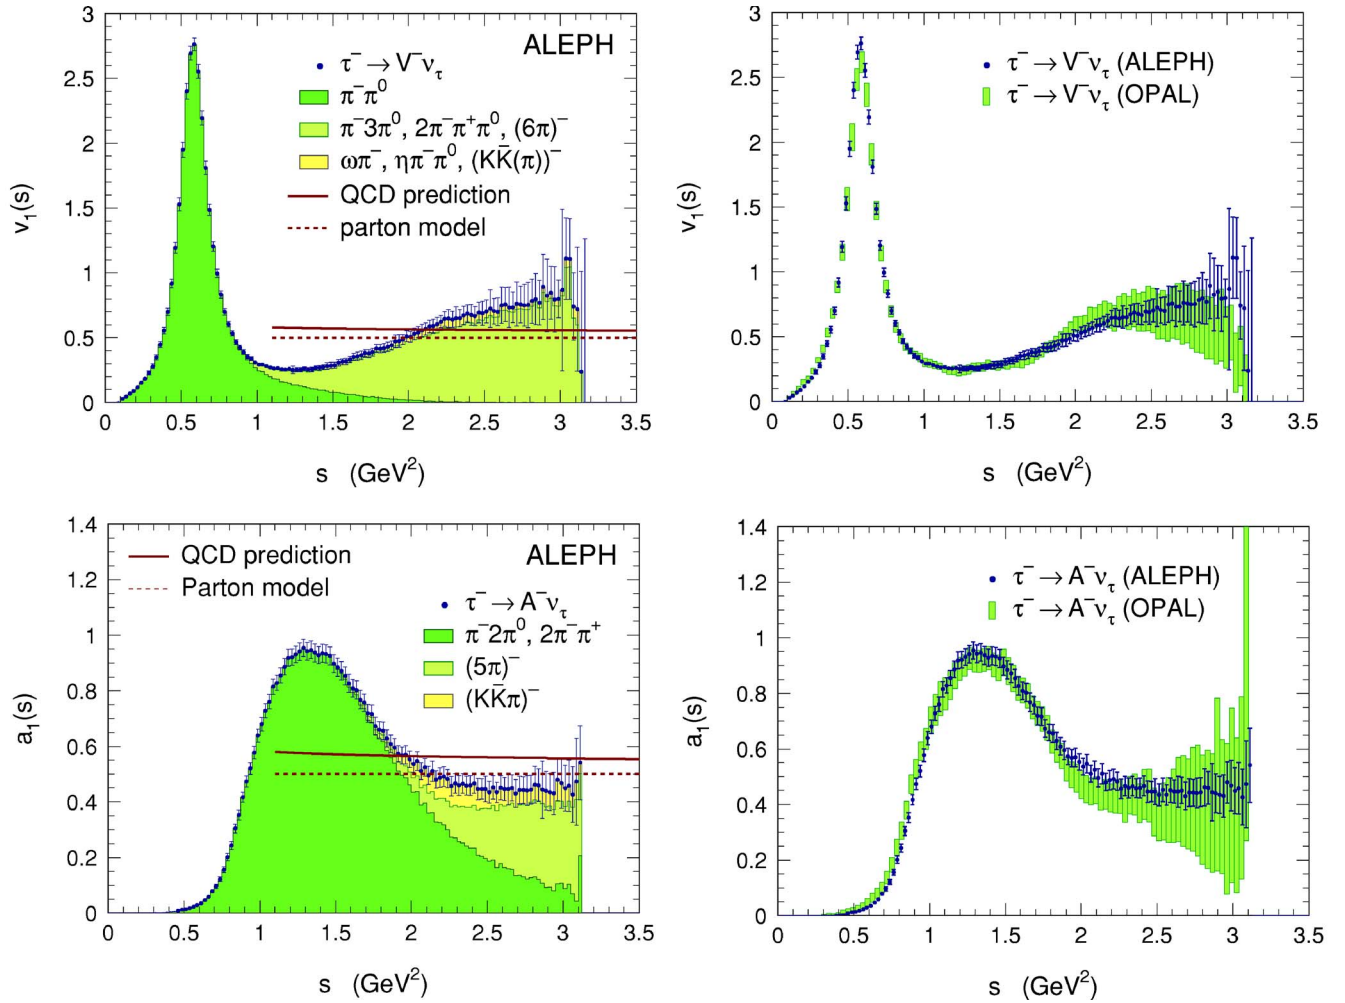 ALEPH
τ⁻ → V⁻ν_τ
π⁻π⁰
π⁻3π⁰, 2π⁻π⁺π⁰, (6π)⁻
ωπ⁻, ηπ⁻π⁰, (KK̄(π))⁻
QCD prediction
parton model
v₁(s)
3
2.5
2
1.5
1
0.5
0
0 0.5 1 1.5 2 2.5 3 3.5
s (GeV²)
τ⁻ → V⁻ν_τ (ALEPH)
τ⁻ → V⁻ν_τ (OPAL)
v₁(s)
3
2.5
2
1.5
1
0.5
0
0 0.5 1 1.5 2 2.5 3 3.5
s (GeV²)
QCD prediction
Parton model
ALEPH
τ⁻ → A⁻ν_τ
π⁻2π⁰, 2π⁻π⁺
(5π)⁻
(KK̄π)⁻
a₁(s)
1.4
1.2
1
0.8
0.6
0.4
0.2
0
0 0.5 1 1.5 2 2.5 3 3.5
s (GeV²)
τ⁻ → A⁻ν_τ (ALEPH)
τ⁻ → A⁻ν_τ (OPAL)
a₁(s)
1.4
1.2
1
0.8
0.6
0.4
0.2
0
0 0.5 1 1.5 2 2.5 3 3.5
s (GeV²)